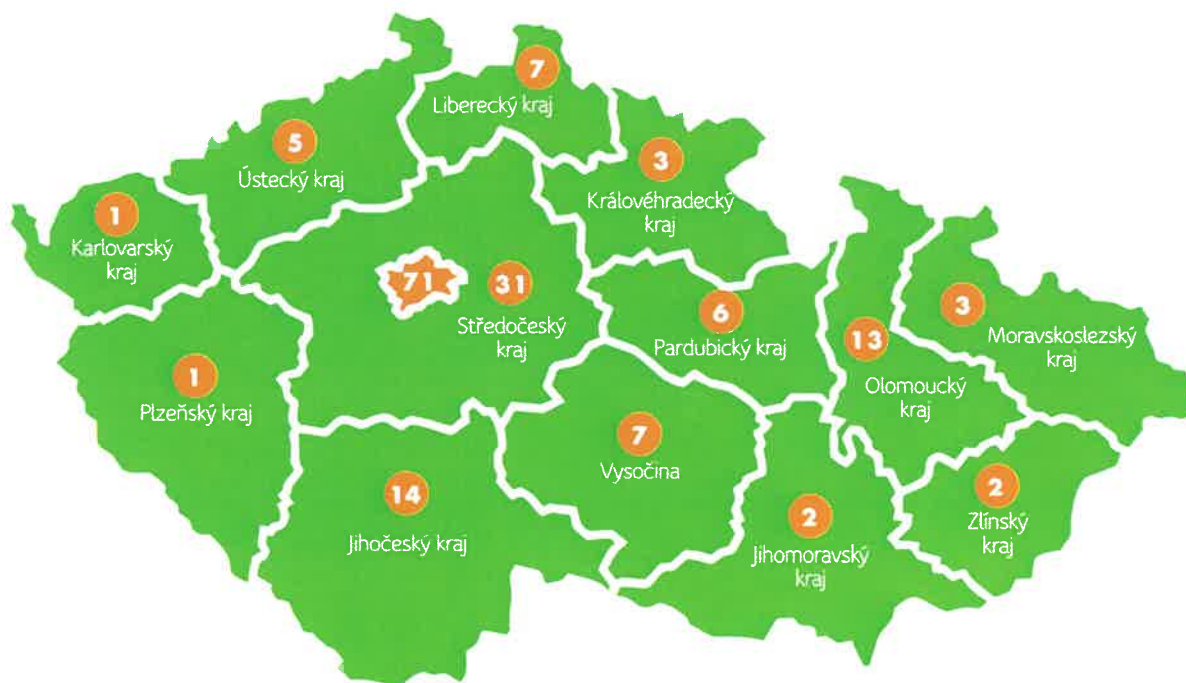 7
Liberecký kraj
5
Ústecký kraj
3
Královéhradecký
kraj
1
Karlovarský
kraj
71
31
Středočeský
kraj
6
Pardubický kraj
13
Olomoucký
kraj
3
Moravskoslezský
kraj
1
Plzeňský kraj
7
Vysočina
14
Jihočeský kraj
2
Jihomoravský
kraj
2
Zlínský
kraj